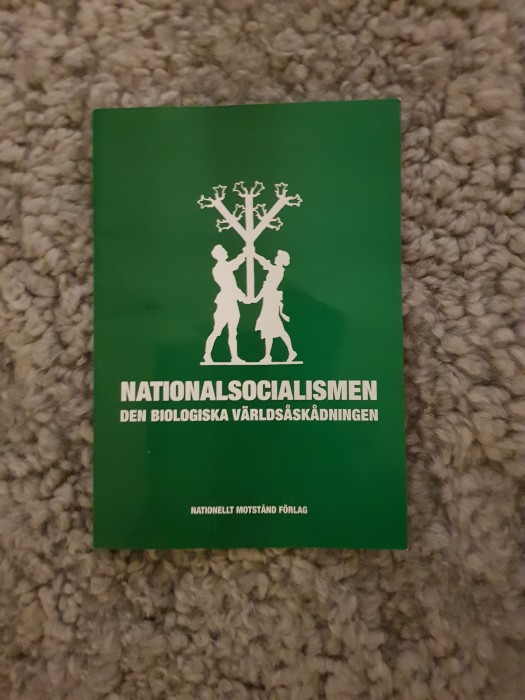 NATIONALSOCIALISMEN
DEN BIOLOGISKA VÄRLDSÅSKÅDNINGEN
NATIONELLT MOTSTÅND FÖRLAG